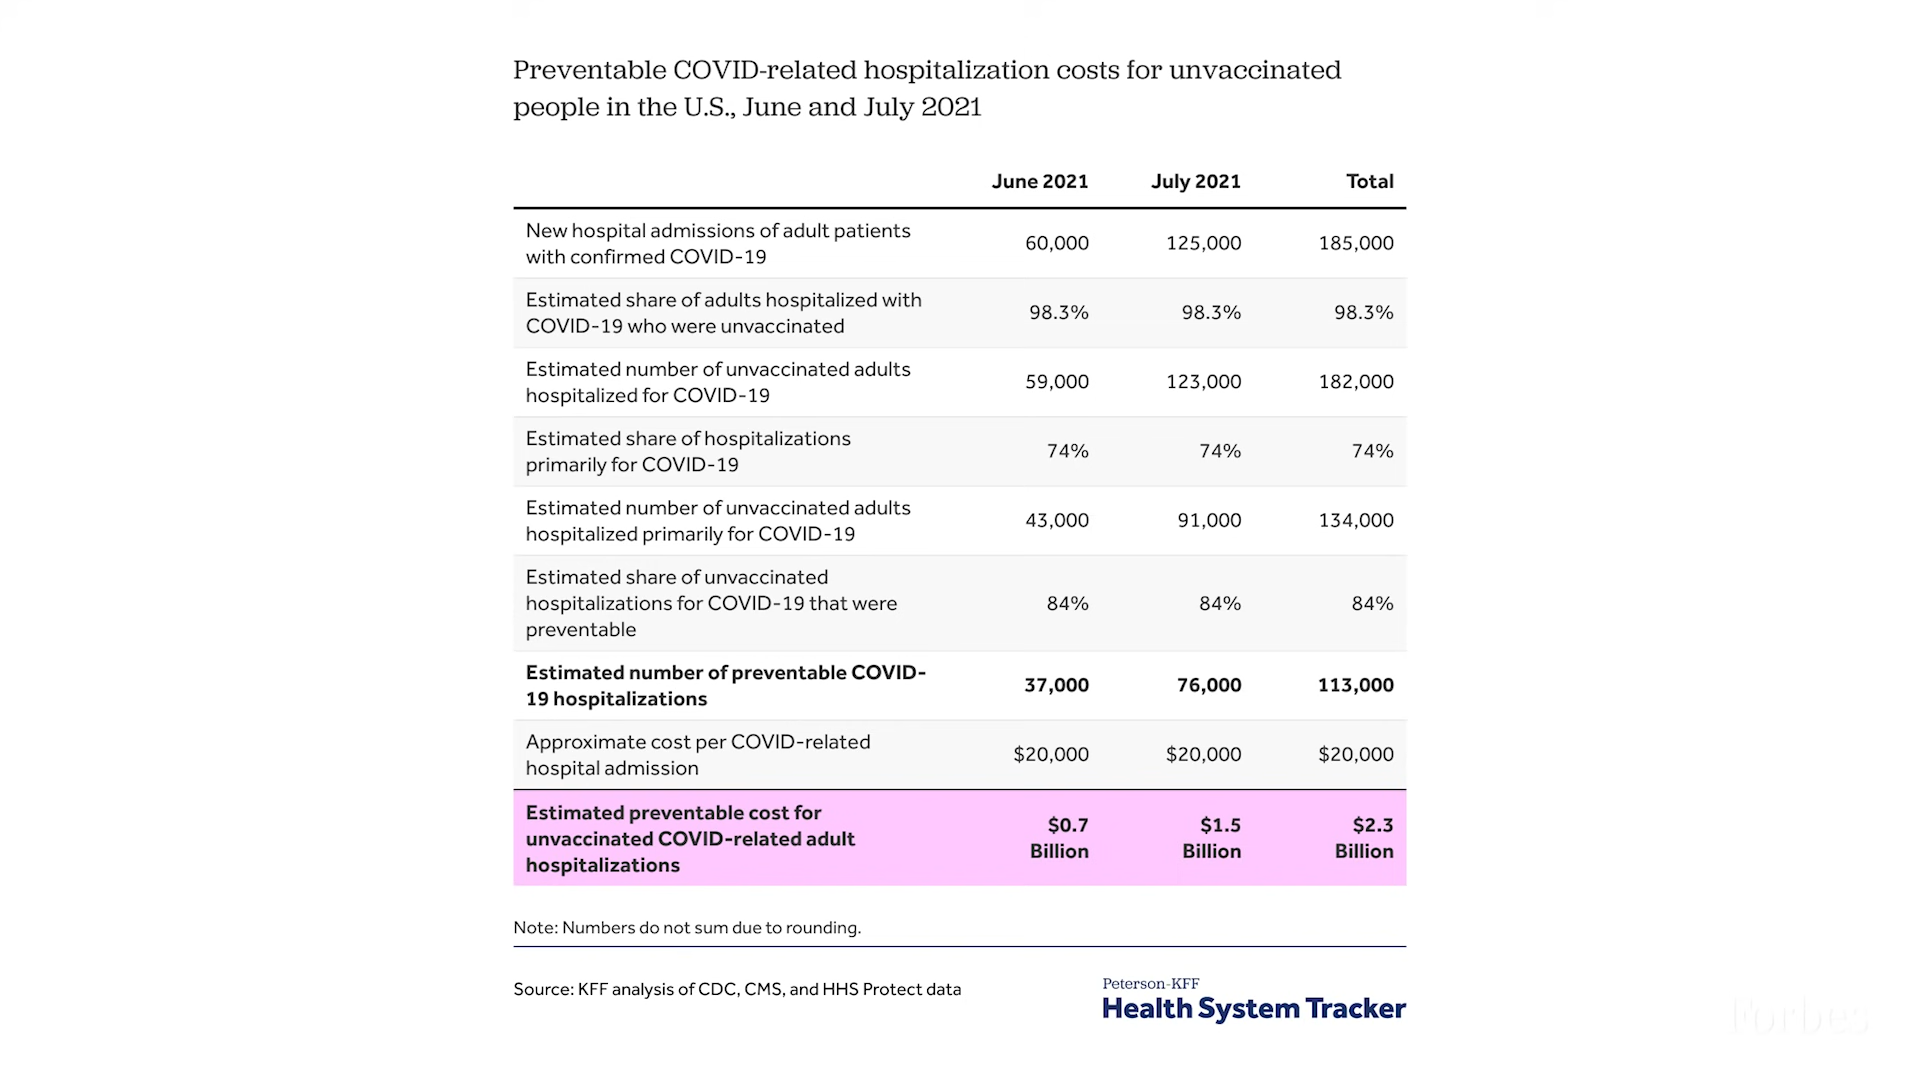 Preventable COVID-related hospitalization costs for unvaccinated
people in the U.S., June and July 2021
June 2021 July 2021 Total
New hospital admissions of adult patients
with confirmed COVID-19
60,000 125,000 185,000
Estimated share of adults hospitalized with
COVID-19 who were unvaccinated
98.3% 98.3% 98.3%
Estimated number of unvaccinated adults
hospitalized for COVID-19
59,000 123,000 182,000
Estimated share of hospitalizations
primarily for COVID-19
74% 74% 74%
Estimated number of unvaccinated adults
hospitalized primarily for COVID-19
43,000 91,000 134,000
Estimated share of unvaccinated
hospitalizations for COVID-19 that were
preventable
84% 84% 84%
Estimated number of preventable COVID-
19 hospitalizations
37,000 76,000 113,000
Approximate cost per COVID-related
hospital admission
$20,000 $20,000 $20,000
Estimated preventable cost for
unvaccinated COVID-related adult
hospitalizations
$0.7 Billion
$1.5 Billion
$2.3 Billion
Note: Numbers do not sum due to rounding.
Source: KFF analysis of CDC, CMS, and HHS Protect data
Peterson-KFF
Health System Tracker
Forbes